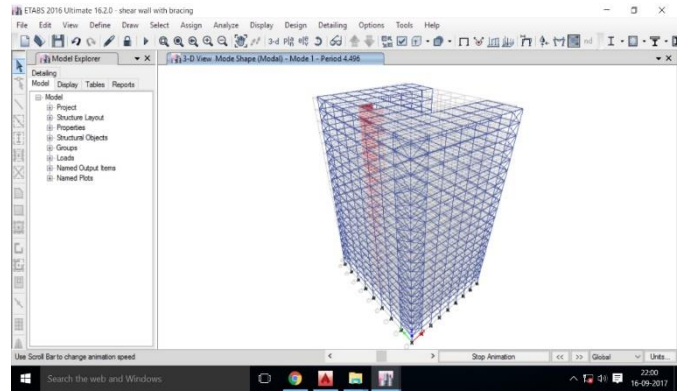 ETABS 2016 Ultimate 16.2.0 - shear wall with bracing
File Edit View Define Draw Select Assign Analyze Display Design Detailing Options Tools Help
3-d
Model Explorer
3-D View Mode Shape (Modal) - Mode 1 - Period 4.496
Detailing
Model Display Tables Reports
Model
Project
Structure Layout
Properties
Structural Objects
Groups
Loads
Named Output Items
Named Plots
Use Scroll Bar to change animation speed
Stop Animation << >> Global Units...
Search the web and Windows
22:00
16-09-2017